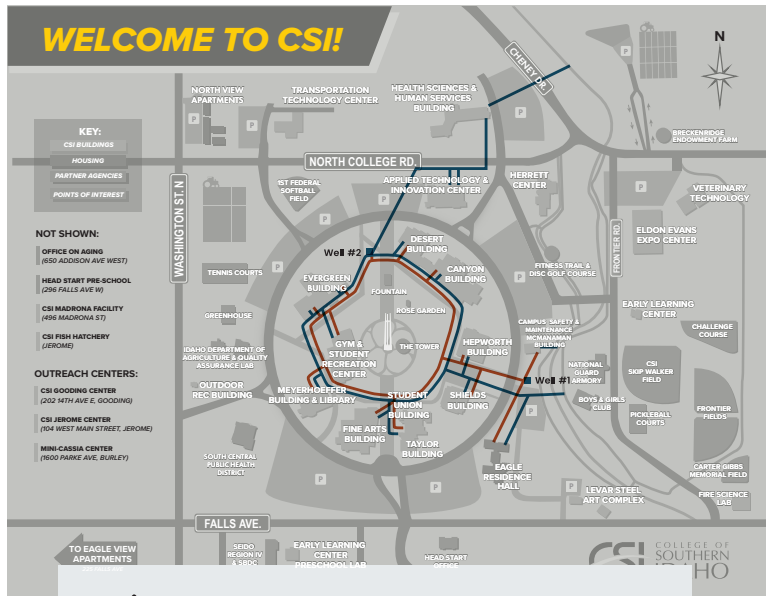 WELCOME TO CSI!
N
CHENEY DR.
P
NORTH VIEW
APARTMENTS
TRANSPORTATION
TECHNOLOGY CENTER
HEALTH SCIENCES &
HUMAN SERVICES
BUILDING
P
P
P
BRECKENRIDGE
ENDOWMENT FARM
KEY:
CSI BUILDINGS
HOUSING
PARTNER AGENCIES
POINTS OF INTEREST
NORTH COLLEGE RD.
1ST FEDERAL
SOFTBALL
FIELD
APPLIED TECHNOLOGY &
INNOVATION CENTER
HERRETT
CENTER
P
VETERINARY
TECHNOLOGY
WASHINGTON ST. N
P
P
P
NOT SHOWN:
OFFICE ON AGING
(650 ADDISON AVE WEST)
HEAD START PRE-SCHOOL
(296 FALLS AVE W)
CSI MADRONA FACILITY
(496 MADRONA ST)
CSI FISH HATCHERY
(JEROME)
FRONTIER RD.
ELDON EVANS
EXPO CENTER
Well #2
DESERT
BUILDING
TENNIS COURTS
EVERGREEN
BUILDING
CANYON
BUILDING
P
FITNESS TRAIL &
DISC GOLF COURSE
FOUNTAIN
ROSE GARDEN
GREENHOUSE
EARLY LEARNING
CENTER
CHALLENGE
COURSE
CAMPUS SAFETY &
MAINTENANCE
MCMANAMAN
BUILDING
IDAHO DEPARTMENT OF
AGRICULTURE & QUALITY
ASSURANCE LAB
GYM &
STUDENT
RECREATION
CENTER
THE TOWER
HEPWORTH
BUILDING
NATIONAL
GUARD
ARMORY
CSI
SKIP WALKER
FIELD
OUTREACH CENTERS:
CSI GOODING CENTER
(202 14TH AVE E, GOODING)
CSI JEROME CENTER
(104 WEST MAIN STREET, JEROME)
MINI-CASSIA CENTER
(1600 PARKE AVE, BURLEY)
OUTDOOR
REC BUILDING
MEYERHOEFFER
BUILDING & LIBRARY
STUDENT
UNION
BUILDING
SHIELDS
BUILDING
Well #1
BOYS & GIRLS
CLUB
PICKLEBALL
COURTS
FRONTIER
FIELDS
P
FINE ARTS
BUILDING
TAYLOR
BUILDING
SOUTH CENTRAL
PUBLIC HEALTH
DISTRICT
EAGLE
RESIDENCE
HALL
CARTER GIBBS
MEMORIAL FIELD
P
P
P
LEVAR STEEL
ART COMPLEX
FIRE SCIENCE
LAB
FALLS AVE.
TO EAGLE VIEW
APARTMENTS
SEIDO
REGION IV
& SBDC
EARLY LEARNING
CENTER
PRESCHOOL LAB
HEAD START
OFFICE
CSI
COLLEGE OF
SOUTHERN
IDAHO